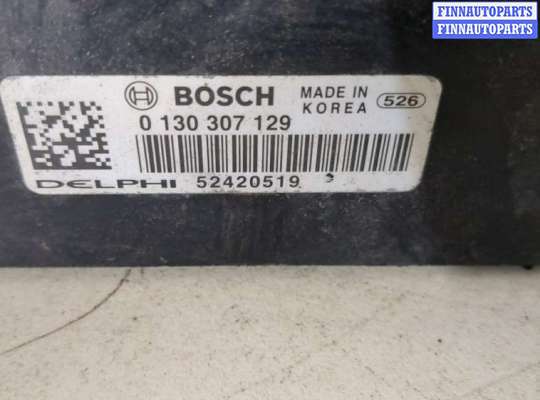 FINNAUTOPARTS
FINNAUTOPARTS
BOSCH
MADE IN
KOREA
526
0 130 307 129
DELPHI 52420519